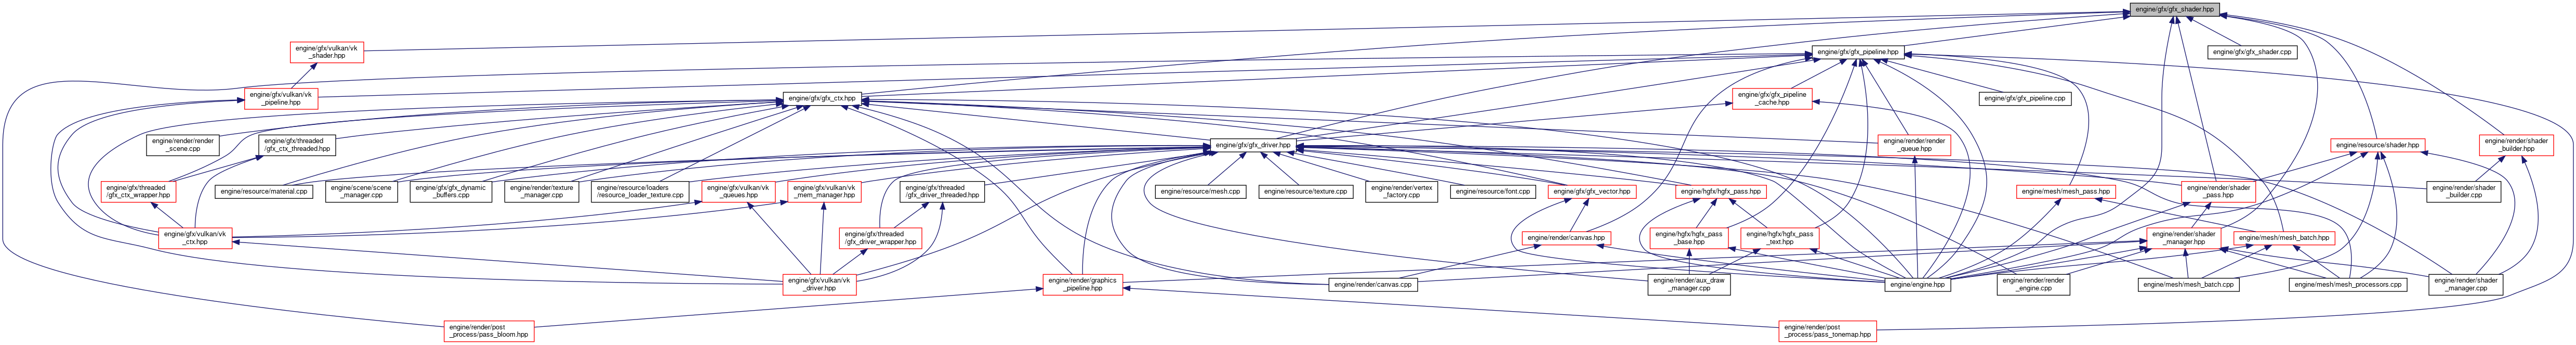 engine/gfx/gfx_shader.hpp
engine/gfx/vulkan/vk
_shader.hpp
engine/gfx/gfx_pipeline.hpp
engine/gfx/gfx_shader.cpp
engine/gfx/vulkan/vk
_pipeline.hpp
engine/gfx/gfx_ctx.hpp
engine/gfx/gfx_pipeline
_cache.hpp
engine/gfx/gfx_pipeline.cpp
engine/render/render
_scene.cpp
engine/gfx/threaded
/gfx_ctx_threaded.hpp
engine/gfx/gfx_driver.hpp
engine/render/render
_queue.hpp
engine/resource/shader.hpp
engine/render/shader
_builder.hpp
engine/gfx/threaded
/gfx_ctx_wrapper.hpp
engine/resource/material.cpp
engine/scene/scene
_manager.cpp
engine/gfx/gfx_dynamic
_buffers.cpp
engine/render/texture
_manager.cpp
engine/resource/loaders
/resource_loader_texture.cpp
engine/gfx/vulkan/vk
_queues.hpp
engine/gfx/vulkan/vk
_mem_manager.hpp
engine/gfx/threaded
/gfx_driver_threaded.hpp
engine/resource/mesh.cpp
engine/resource/texture.cpp
engine/render/vertex
_factory.cpp
engine/resource/font.cpp
engine/gfx/gfx_vector.hpp
engine/hgfx/hgfx_pass.hpp
engine/mesh/mesh_pass.hpp
engine/render/shader
_pass.hpp
engine/render/shader
_builder.cpp
engine/gfx/vulkan/vk
_ctx.hpp
engine/gfx/threaded
/gfx_driver_wrapper.hpp
engine/render/canvas.hpp
engine/hgfx/hgfx_pass
_base.hpp
engine/hgfx/hgfx_pass
_text.hpp
engine/render/shader
_manager.hpp
engine/mesh/mesh_batch.hpp
engine/gfx/vulkan/vk
_driver.hpp
engine/render/graphics
_pipeline.hpp
engine/render/canvas.cpp
engine/render/aux_draw
_manager.cpp
engine/engine.hpp
engine/render/render
_engine.cpp
engine/mesh/mesh_batch.cpp
engine/mesh/mesh_processors.cpp
engine/render/shader
_manager.cpp
engine/render/post
_process/pass_bloom.hpp
engine/render/post
_process/pass_tonemap.hpp